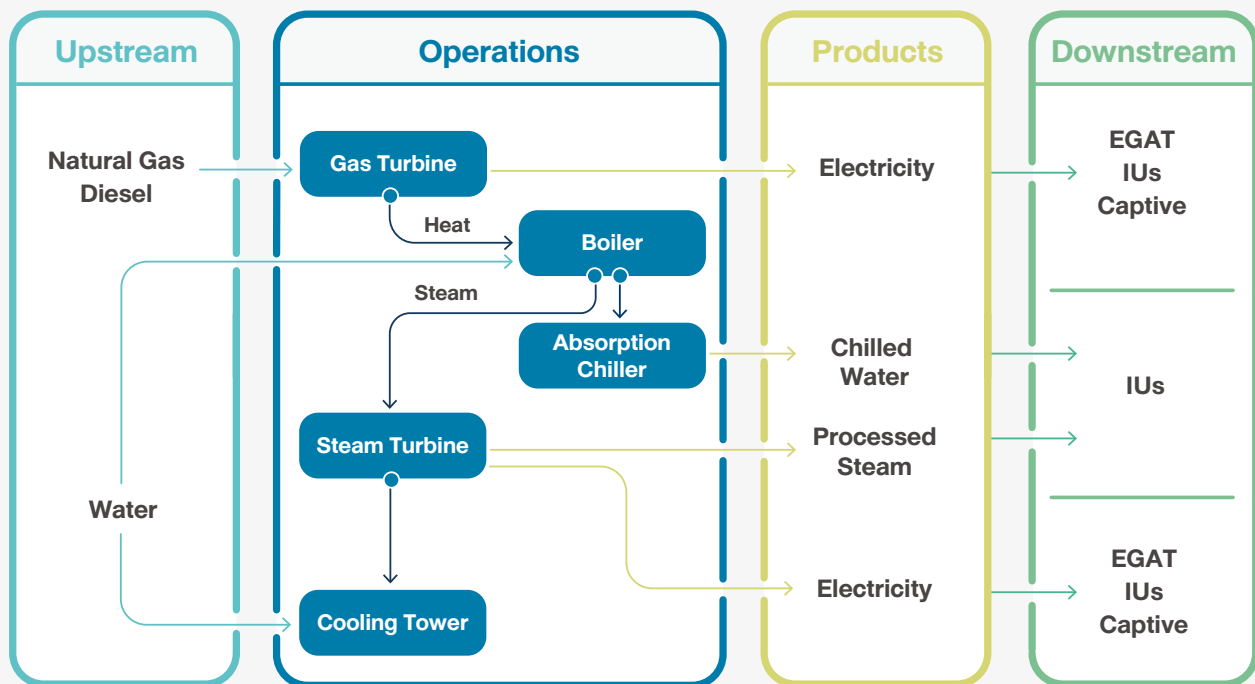 Upstream
Operations
Products
Downstream
Natural Gas
Diesel
Gas Turbine
Electricity
EGAT
IUs
Captive
Heat
Boiler
Steam
Absorption
Chiller
Chilled
Water
IUs
Steam Turbine
Processed
Steam
Water
Cooling Tower
Electricity
EGAT
IUs
Captive